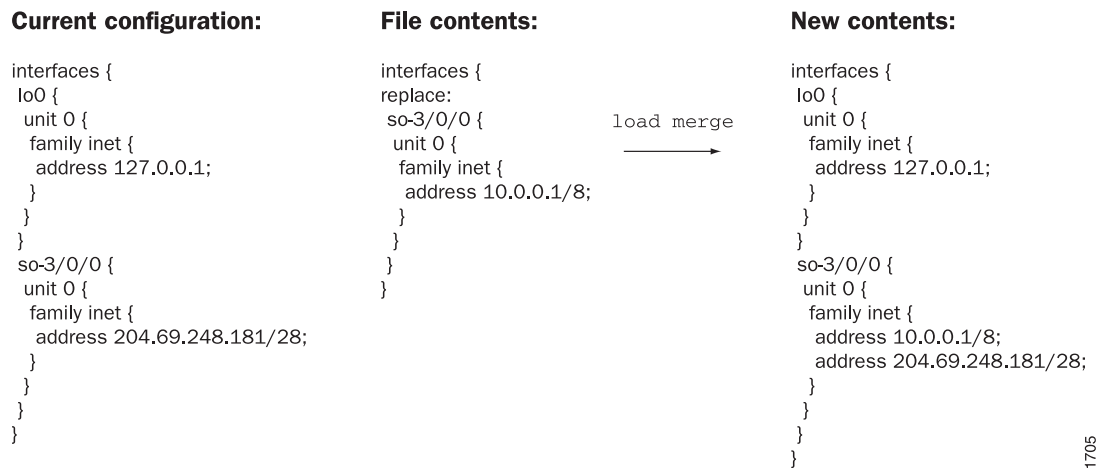 Current configuration:
interfaces {
lo0 {
unit 0 {
family inet {
address 127.0.0.1;
}
}
}
so-3/0/0 {
unit 0 {
family inet {
address 204.69.248.181/28;
}
}
}
}
File contents:
interfaces {
replace:
so-3/0/0 {
unit 0 {
family inet {
address 10.0.0.1/8;
}
}
}
}
load merge
New contents:
interfaces {
lo0 {
unit 0 {
family inet {
address 127.0.0.1;
}
}
}
so-3/0/0 {
unit 0 {
family inet {
address 10.0.0.1/8;
address 204.69.248.181/28;
}
}
}
}
1705